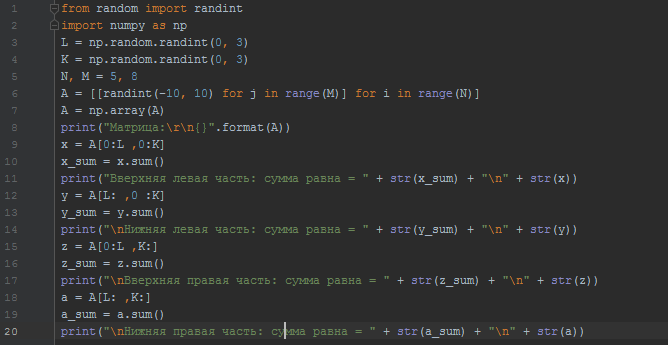 1 from random import randint
2 import numpy as np
3 L = np.random.randint(0, 3)
4 K = np.random.randint(0, 3)
5 N, M = 5, 8
6 A = [[randint(-10, 10) for j in range(M)] for i in range(N)]
7 A = np.array(A)
8 print("Матрица:\r\n{}".format(A))
9 x = A[0:L ,0:K]
10 x_sum = x.sum()
11 print("Вверхняя левая часть: сумма равна = " + str(x_sum) + "\n" + str(x))
12 y = A[L: ,0 :K]
13 y_sum = y.sum()
14 print("\nНижняя левая часть: сумма равна = " + str(y_sum) + "\n" + str(y))
15 z = A[0:L ,K:]
16 z_sum = z.sum()
17 print("\nВверхняя правая часть: сумма равна = " + str(z_sum) + "\n" + str(z))
18 a = A[L: ,K:]
19 a_sum = a.sum()
20 print("\nНижняя правая часть: сумма равна = " + str(a_sum) + "\n" + str(a))